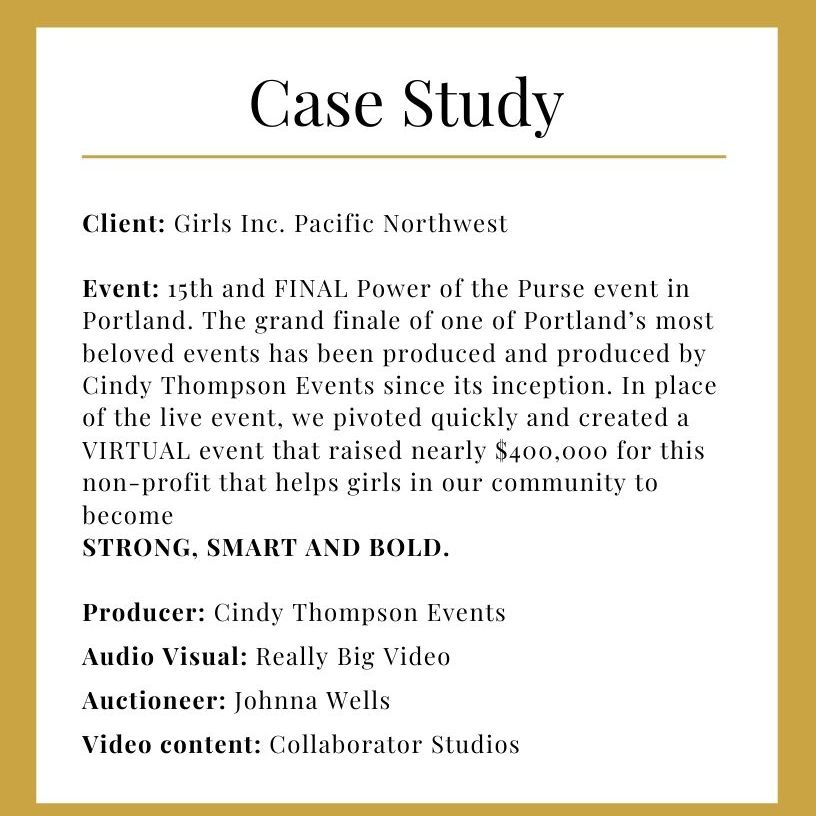 Case Study
Client: Girls Inc. Pacific Northwest
Event: 15th and FINAL Power of the Purse event in
Portland. The grand finale of one of Portland’s most
beloved events has been produced and produced by
Cindy Thompson Events since its inception. In place
of the live event, we pivoted quickly and created a
VIRTUAL event that raised nearly $400,000 for this
non-profit that helps girls in our community to
become
STRONG, SMART AND BOLD.
Producer: Cindy Thompson Events
Audio Visual: Really Big Video
Auctioneer: Johnna Wells
Video content: Collaborator Studios